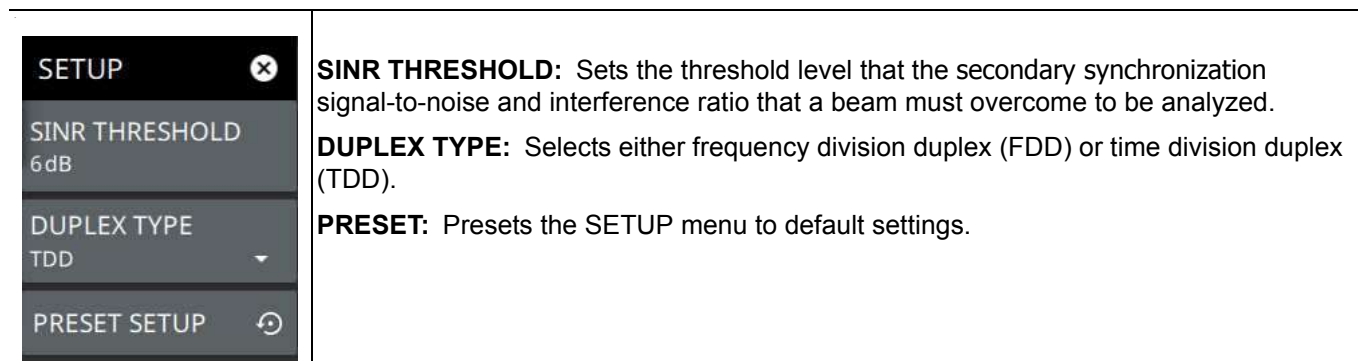 SETUP
SINR THRESHOLD
6 dB
DUPLEX TYPE
TDD
PRESET SETUP
SINR THRESHOLD: Sets the threshold level that the secondary synchronization
signal-to-noise and interference ratio that a beam must overcome to be analyzed.
DUPLEX TYPE: Selects either frequency division duplex (FDD) or time division duplex
(TDD).
PRESET: Presets the SETUP menu to default settings.